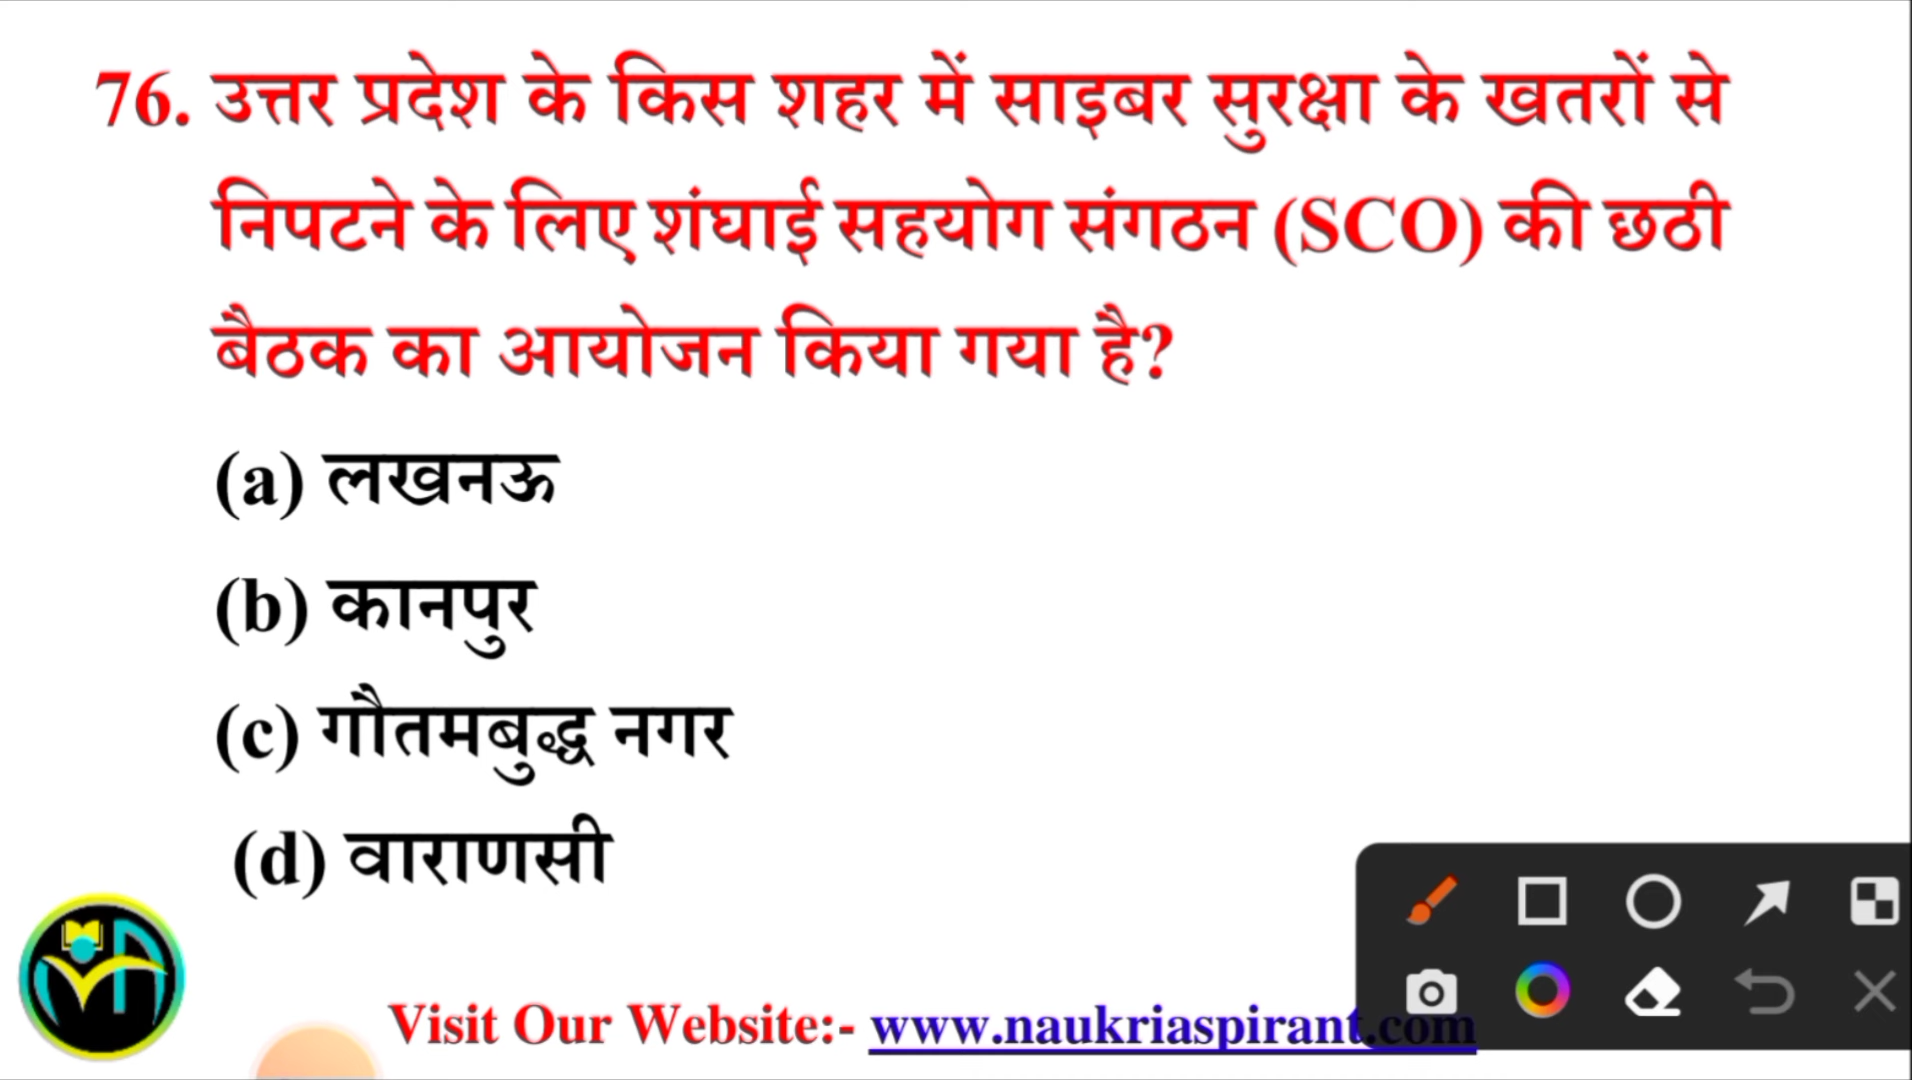 76. उत्तर प्रदेश के किस शहर में साइबर सुरक्षा के खतरों से
निपटने के लिए शंघाई सहयोग संगठन (SCO) की छठी
बैठक का आयोजन किया गया है?
(a) लखनऊ
(b) कानपुर
(c) गौतमबुद्ध नगर
(d) वाराणसी
Visit Our Website:- www.naukriaspirant.com